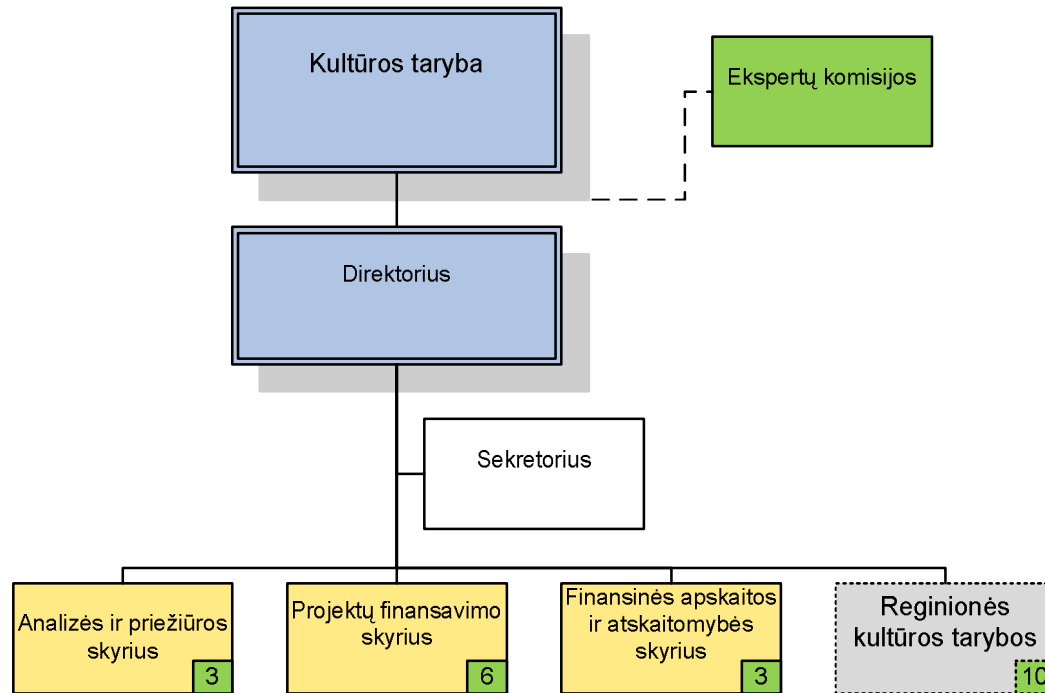 Kultūros taryba
Ekspertų komisijos
Direktorius
Sekretorius
Analizės ir priežiūros
skyrius
3
Projektų finansavimo
skyrius
6
Finansinės apskaitos
ir atskaitomybės
skyrius
3
Reginionės
kultūros tarybos
10